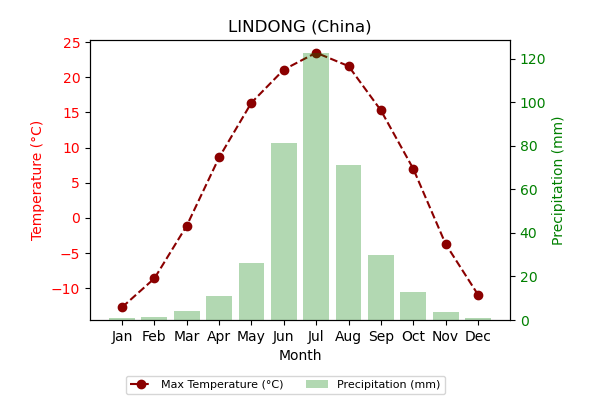 LINDONG (China)
25
20
15
10
5
0
−5
−10
Temperature (°C)
120
100
80
60
40
20
0
Precipitation (mm)
Jan Feb Mar Apr May Jun Jul Aug Sep Oct Nov Dec
Month
Max Temperature (°C) Precipitation (mm)